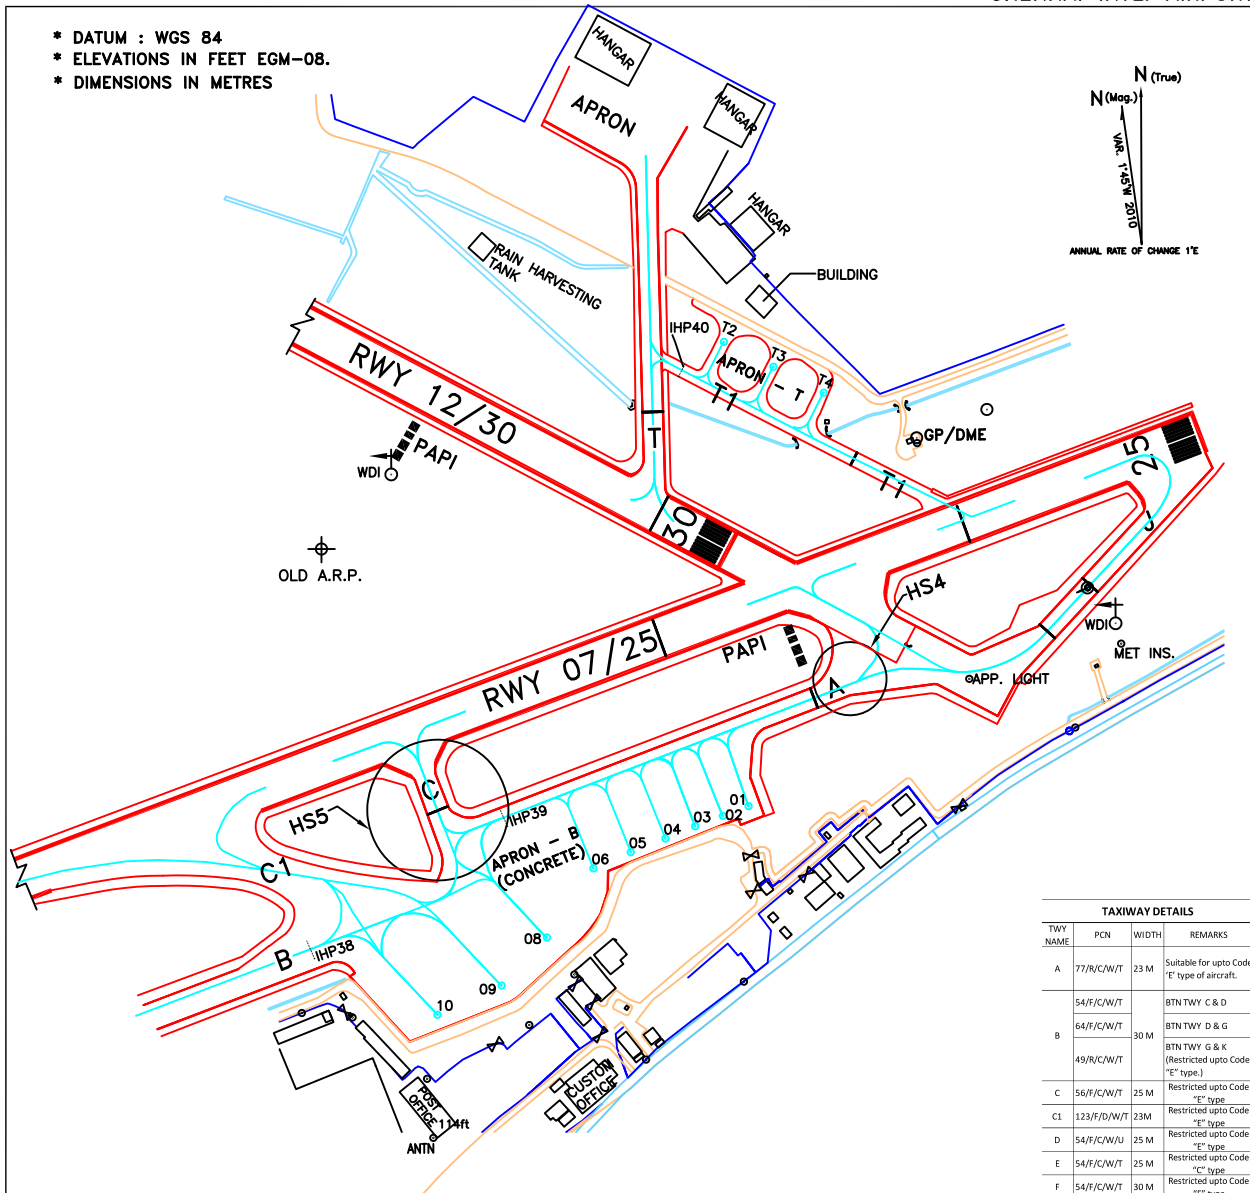 * DATUM : WGS 84
* ELEVATIONS IN FEET EGM-08.
* DIMENSIONS IN METRES
N (True)
N (Mag.)
VAR. 1°45'W 2010
ANNUAL RATE OF CHANGE 1'E
HANGAR
HANGAR
HANGAR
APRON
BUILDING
RAIN HARVESTING
TANK
IHP40
T2
T3
T4
APRON - T
T1
T1
T
RWY 12/30
PAPI
WDI
30
GP/DME
25
OLD A.R.P.
HS4
WDI
MET INS.
APP. LIGHT
PAPI
A
RWY 07/25
C
HS5
IHP39
APRON - B
(CONCRETE)
01
02
03
04
05
06
08
09
10
C1
B
IHP38
POST
OFFICE
114ft
ANTN
CUSTOM
OFFICE
TAXIWAY DETAILS
TWY
NAME
PCN
WIDTH
REMARKS
A
77/R/C/W/T
23 M
Suitable for upto Code
'E' type of aircraft.
B
54/F/C/W/T
30 M
BTN TWY C & D
64/F/C/W/T
BTN TWY D & G
49/R/C/W/T
BTN TWY G & K
(Restricted upto Code
"E" type.)
C
56/F/C/W/T
25 M
Restricted upto Code
"E" type
C1
123/F/D/W/T
23M
Restricted upto Code
"E" type
D
54/F/C/W/U
25 M
Restricted upto Code
"E" type
E
54/F/C/W/T
25 M
Restricted upto Code
"C" type
F
54/F/C/W/T
30 M
Restricted upto Code